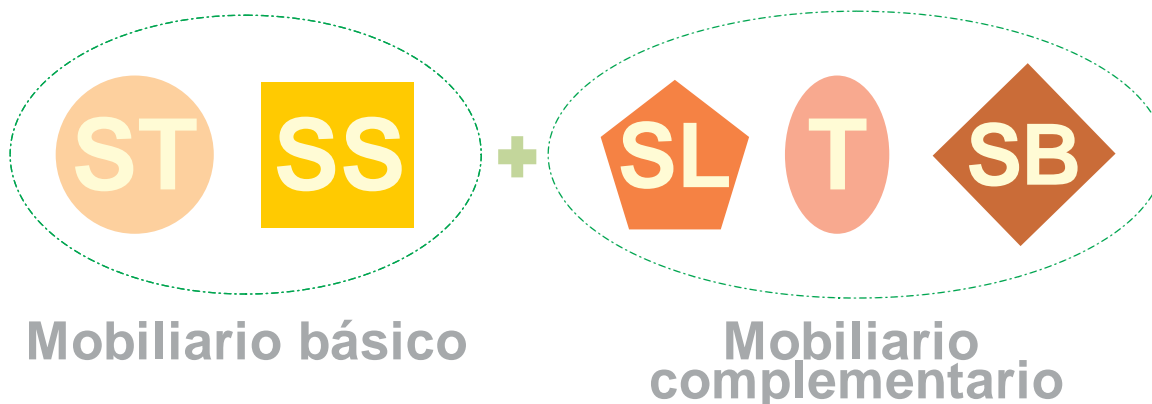 ST SS SL T SB
Mobiliario básico
Mobiliario
complementario